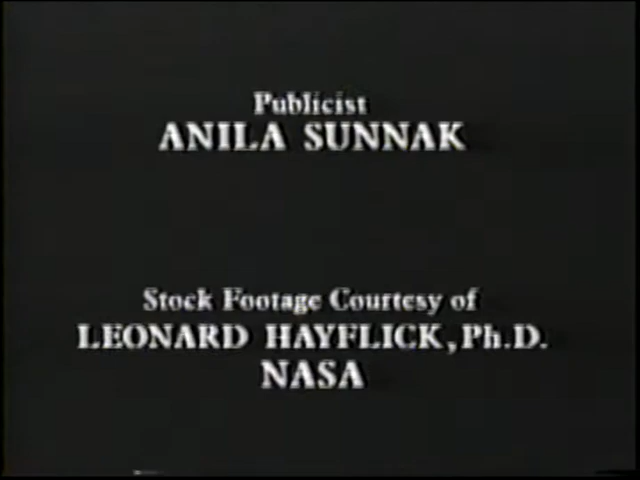 Publicist
ANILA SUNNAK
Stock Footage Courtesy of
LEONARD HAYFLICK, Ph.D.
NASA